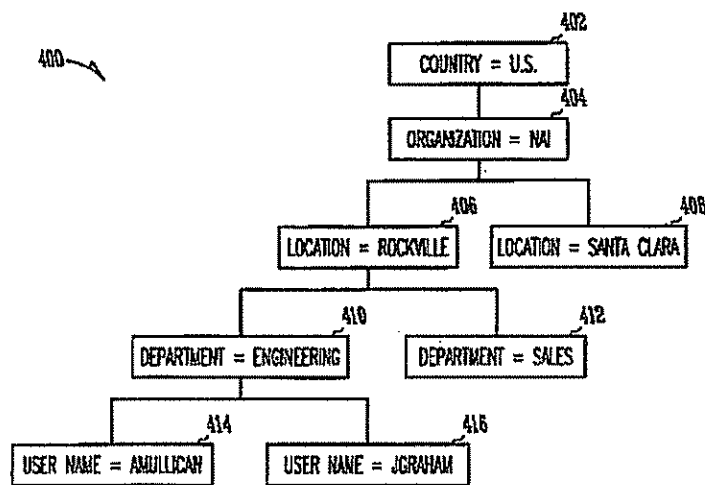 402
400
COUNTRY = U.S.
404
ORGANIZATION = NAI
406
408
LOCATION = ROCKVILLE
LOCATION = SANTA CLARA
410
412
DEPARTMENT = ENGINEERING
DEPARTMENT = SALES
414
416
USER NAME = AMULLICAN
USER NAME = JGRAHAM